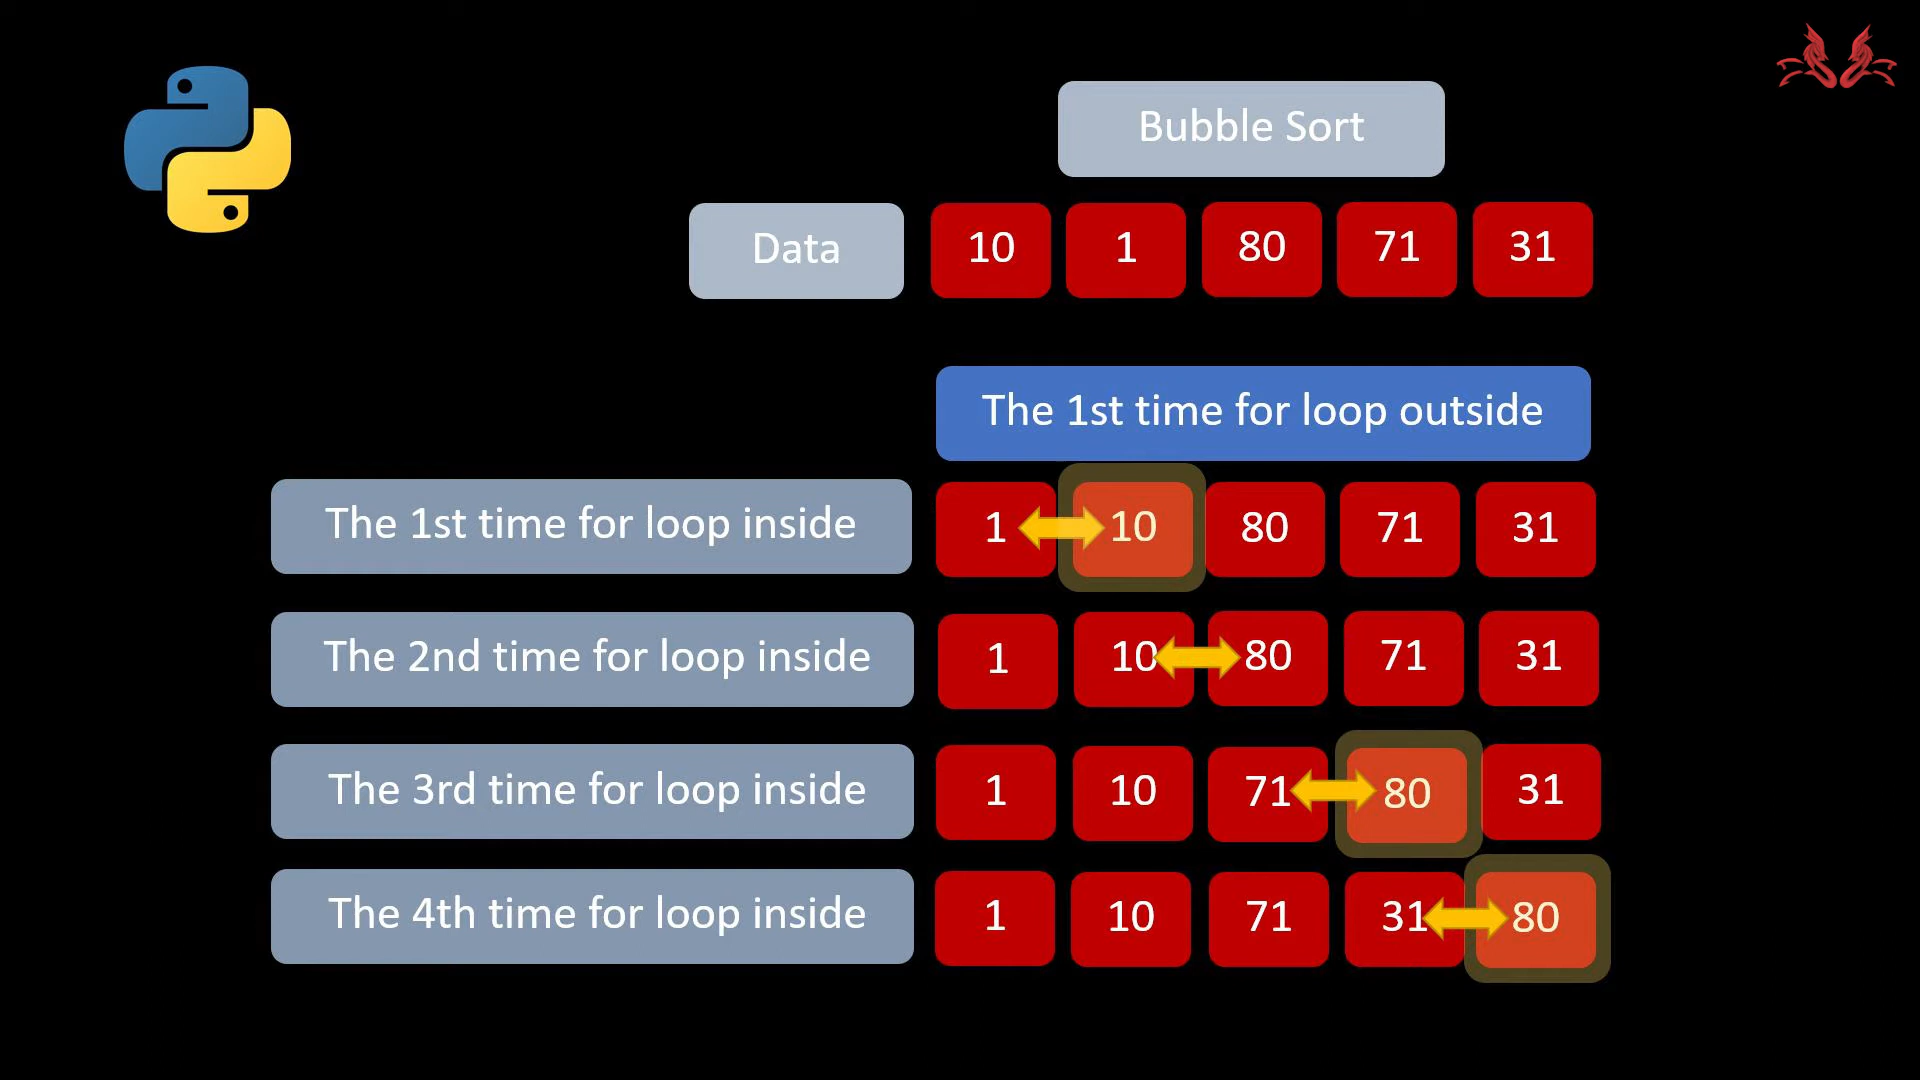 Bubble Sort
Data 10 1 80 71 31
The 1st time for loop outside
The 1st time for loop inside 1 10 80 71 31
The 2nd time for loop inside 1 10 80 71 31
The 3rd time for loop inside 1 10 71 80 31
The 4th time for loop inside 1 10 71 31 80